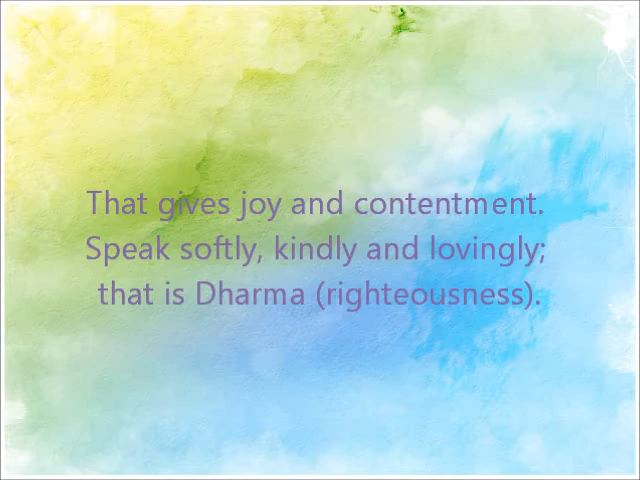 That gives joy and contentment.
Speak softly, kindly and lovingly;
that is Dharma (righteousness).